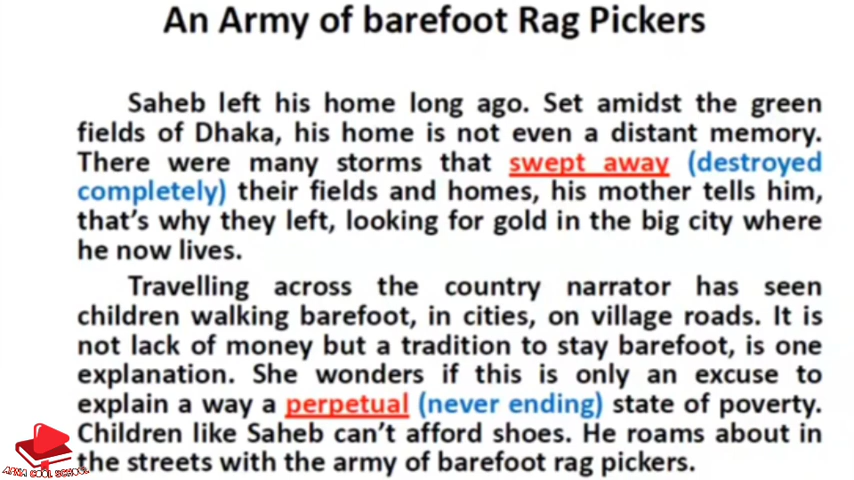 An Army of barefoot Rag Pickers
Saheb left his home long ago. Set amidst the green
fields of Dhaka, his home is not even a distant memory.
There were many storms that swept away (destroyed
completely) their fields and homes, his mother tells him,
that's why they left, looking for gold in the big city where
he now lives.
Travelling across the country narrator has seen
children walking barefoot, in cities, on village roads. It is
not lack of money but a tradition to stay barefoot, is one
explanation. She wonders if this is only an excuse to
explain a way a perpetual (never ending) state of poverty.
Children like Saheb can't afford shoes. He roams about in
the streets with the army of barefoot rag pickers.
COOL SCHOOL